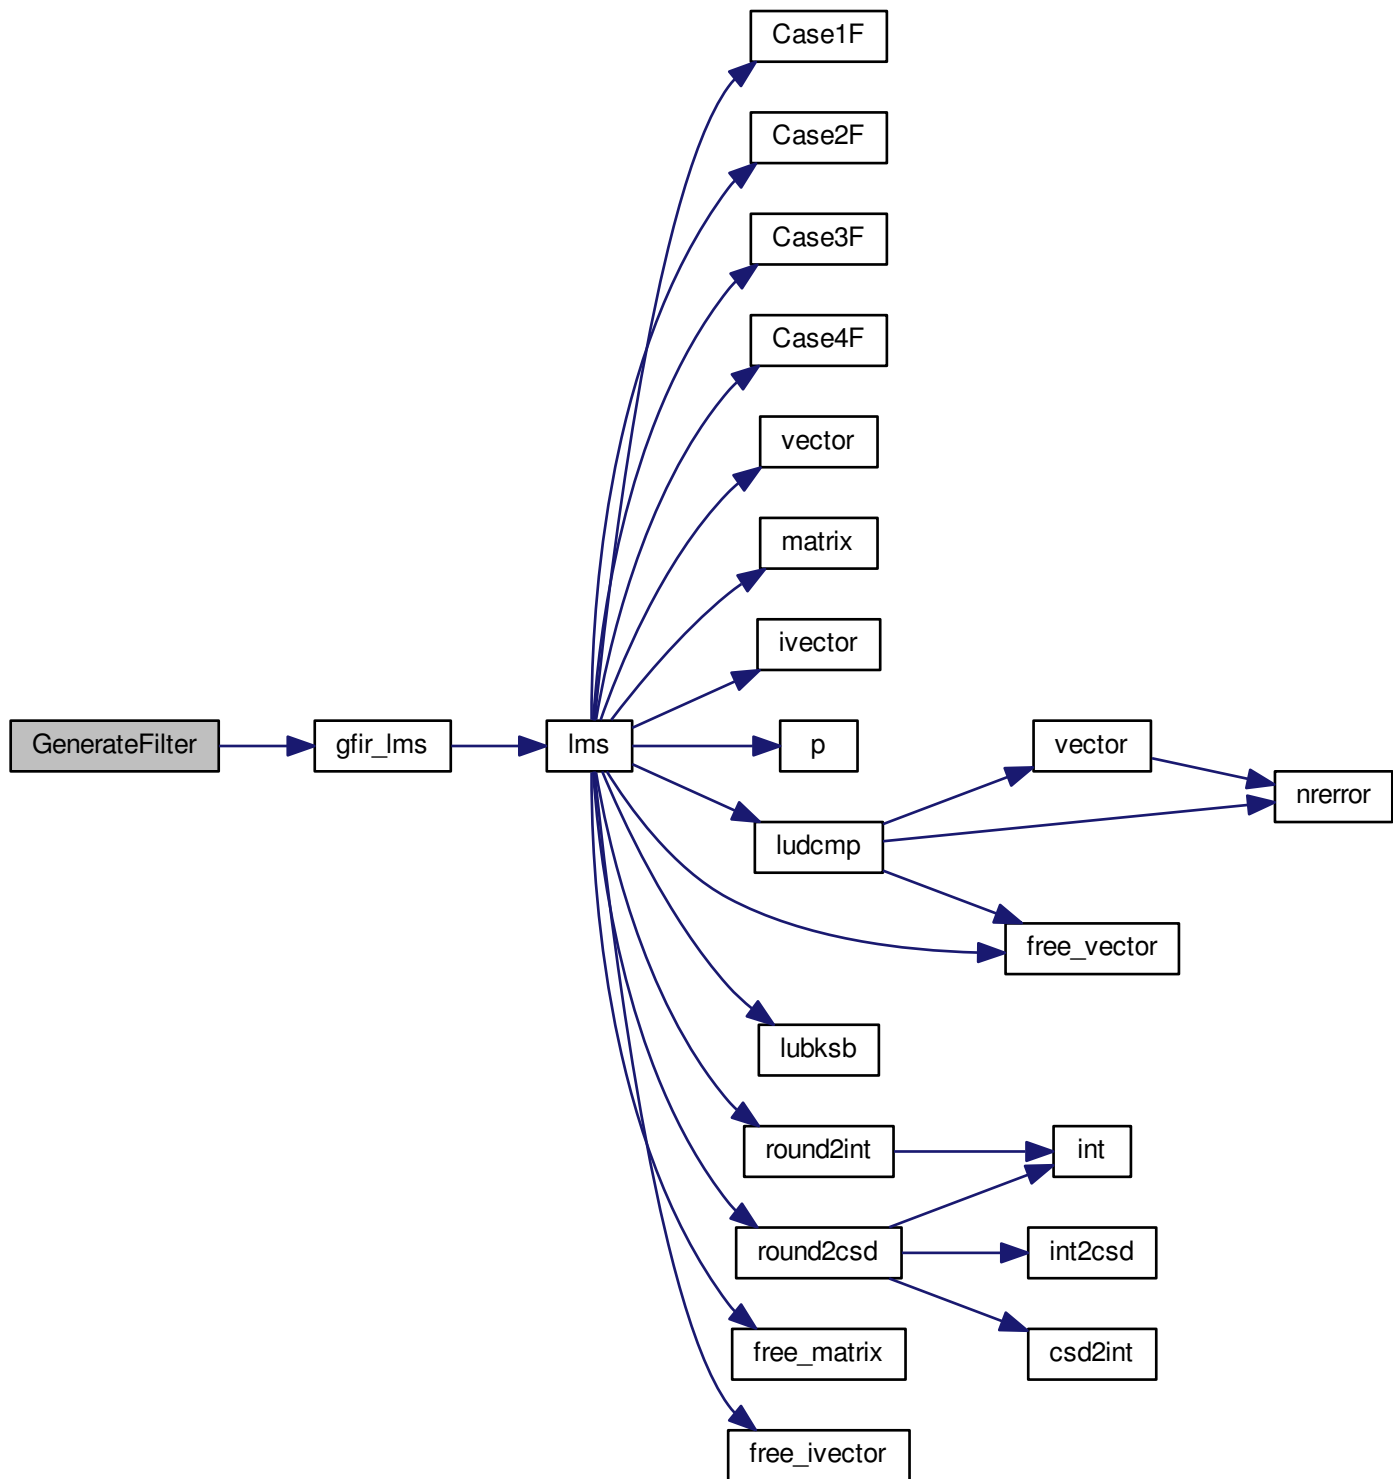 Case1F
Case2F
Case3F
Case4F
vector
matrix
ivector
GenerateFilter
gfir_lms
lms
p
vector
nrerror
ludcmp
free_vector
lubksb
round2int
int
round2csd
int2csd
free_matrix
csd2int
free_ivector